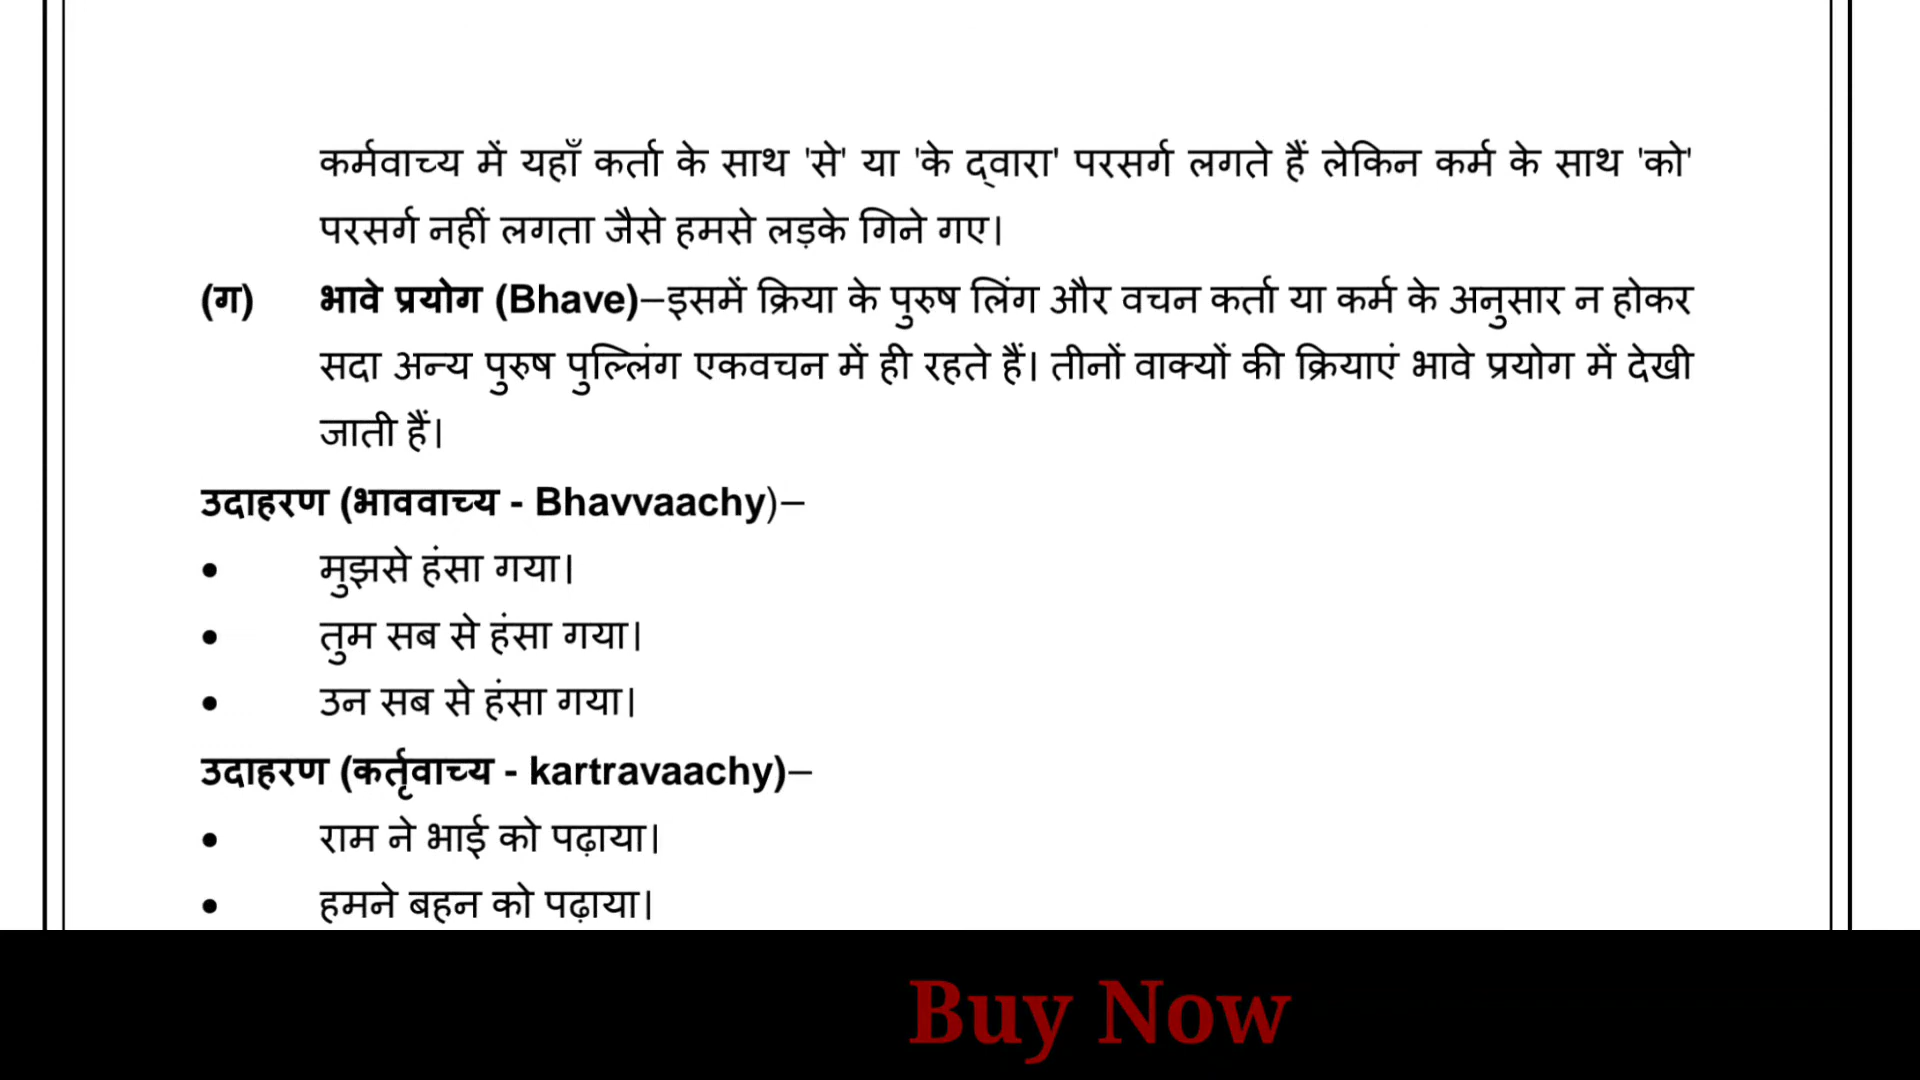 कर्मवाच्य में यहाँ कर्ता के साथ 'से' या 'के द्वारा' परसर्ग लगते हैं लेकिन कर्म के साथ 'को'
परसर्ग नहीं लगता जैसे हमसे लड़के गिने गए।
(ग) भावे प्रयोग (Bhave)–इसमें क्रिया के पुरुष लिंग और वचन कर्ता या कर्म के अनुसार न होकर
सदा अन्य पुरुष पुल्लिंग एकवचन में ही रहते हैं। तीनों वाक्यों की क्रियाएं भावे प्रयोग में देखी
जाती हैं।
उदाहरण (भाववाच्य - Bhavvaachy)–
• मुझसे हंसा गया।
• तुम सब से हंसा गया।
• उन सब से हंसा गया।
उदाहरण (कर्तृवाच्य - kartravaachy)–
• राम ने भाई को पढ़ाया।
• हमने बहन को पढ़ाया।
Buy Now